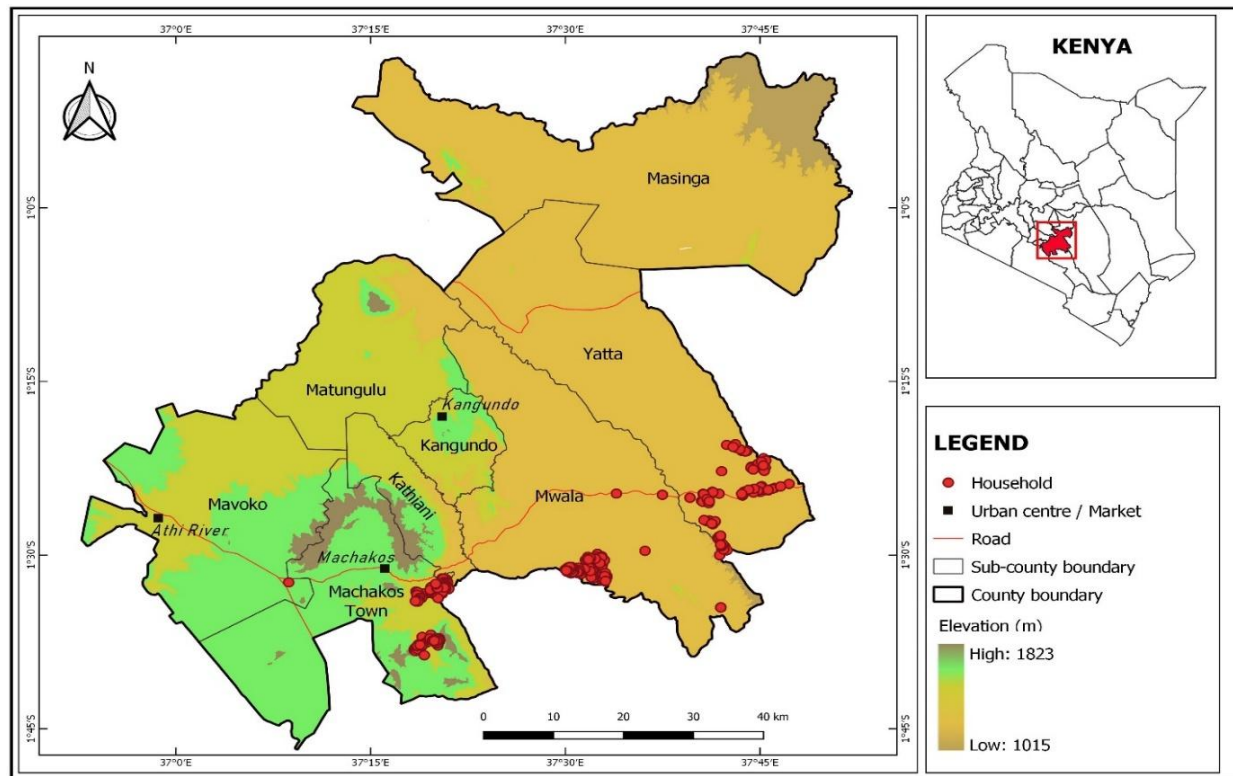 37°0'E
37°15'E
37°30'E
37°45'E
N
KENYA
Masinga
1°0'S
1°0'S
Yatta
Matungulu
1°15'S
1°15'S
Kangundo
Kangundo
Kathiani
Mwala
Mavoko
Athi River
1°30'S
1°30'S
Machakos
Machakos
Town
LEGEND
Household
Urban centre / Market
Road
Sub-county boundary
County boundary
Elevation (m)
High: 1823
Low: 1015
0 10 20 30 40 km
1°45'S
1°45'S
37°0'E
37°15'E
37°30'E
37°45'E